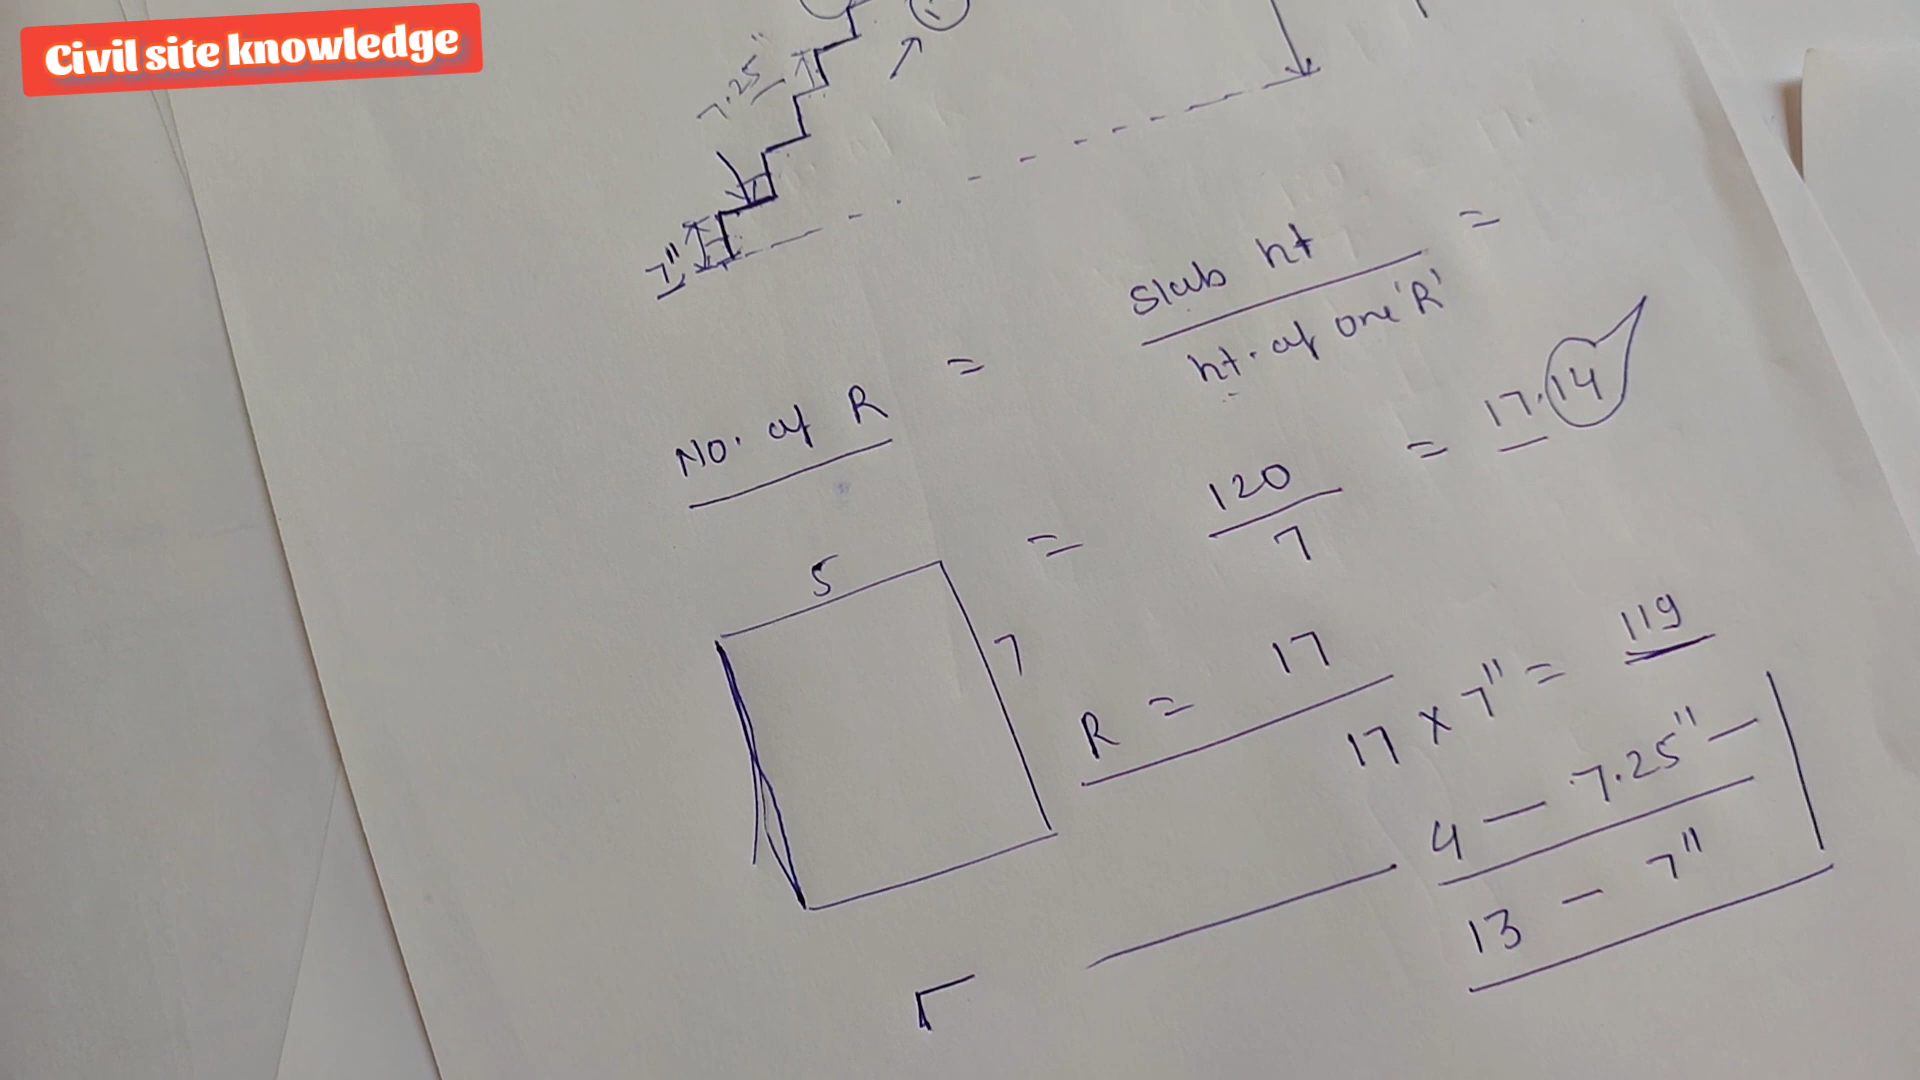 Civil site knowledge
7.25"
7"
No. of R = slab ht / ht. of one 'R' =
= 120 / 7 = 17.14
5
7
R = 17
17 x 7" = 119
4 — 7.25" —
13 — 7"